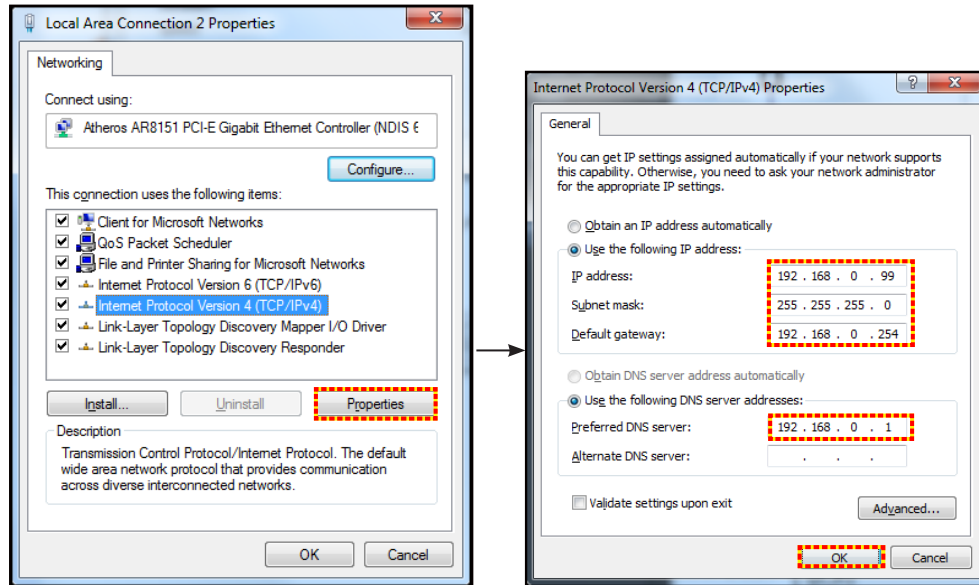 Local Area Connection 2 Properties
Networking
Connect using:
Atheros AR8151 PCI-E Gigabit Ethernet Controller (NDIS 6
Configure...
This connection uses the following items:
Client for Microsoft Networks
QoS Packet Scheduler
File and Printer Sharing for Microsoft Networks
Internet Protocol Version 6 (TCP/IPv6)
Internet Protocol Version 4 (TCP/IPv4)
Link-Layer Topology Discovery Mapper I/O Driver
Link-Layer Topology Discovery Responder
Install... Uninstall Properties
Description
Transmission Control Protocol/Internet Protocol. The default
wide area network protocol that provides communication
across diverse interconnected networks.
OK Cancel
Internet Protocol Version 4 (TCP/IPv4) Properties
General
You can get IP settings assigned automatically if your network supports
this capability. Otherwise, you need to ask your network administrator
for the appropriate IP settings.
Obtain an IP address automatically
Use the following IP address:
IP address: 192 . 168 . 0 . 99
Subnet mask: 255 . 255 . 255 . 0
Default gateway: 192 . 168 . 0 . 254
Obtain DNS server address automatically
Use the following DNS server addresses:
Preferred DNS server: 192 . 168 . 0 . 1
Alternate DNS server: . . .
Validate settings upon exit
Advanced...
OK Cancel